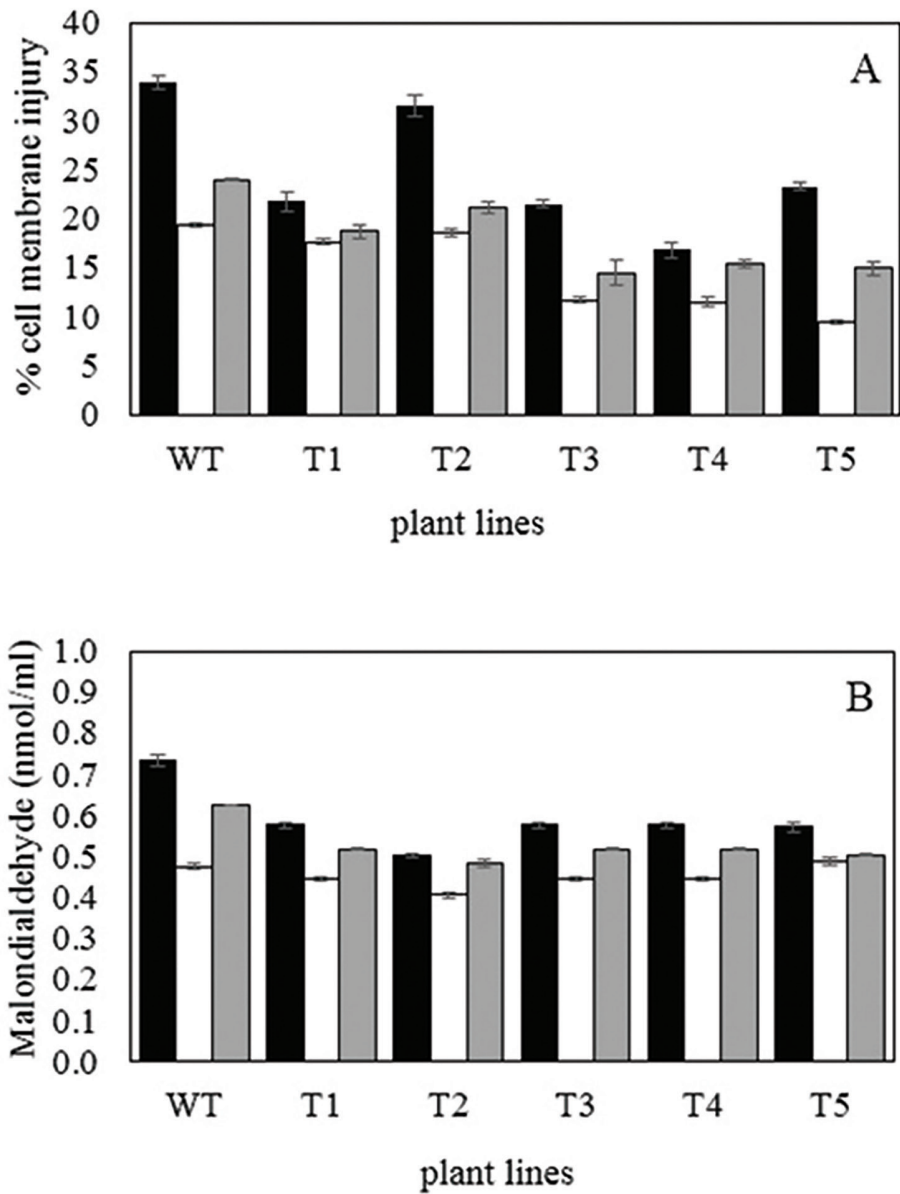 A
% cell membrane injury
40
35
30
25
20
15
10
5
0
WT T1 T2 T3 T4 T5
plant lines
B
Malondialdehyde (nmol/ml)
1.0
0.9
0.8
0.7
0.6
0.5
0.4
0.3
0.2
0.1
0.0
WT T1 T2 T3 T4 T5
plant lines